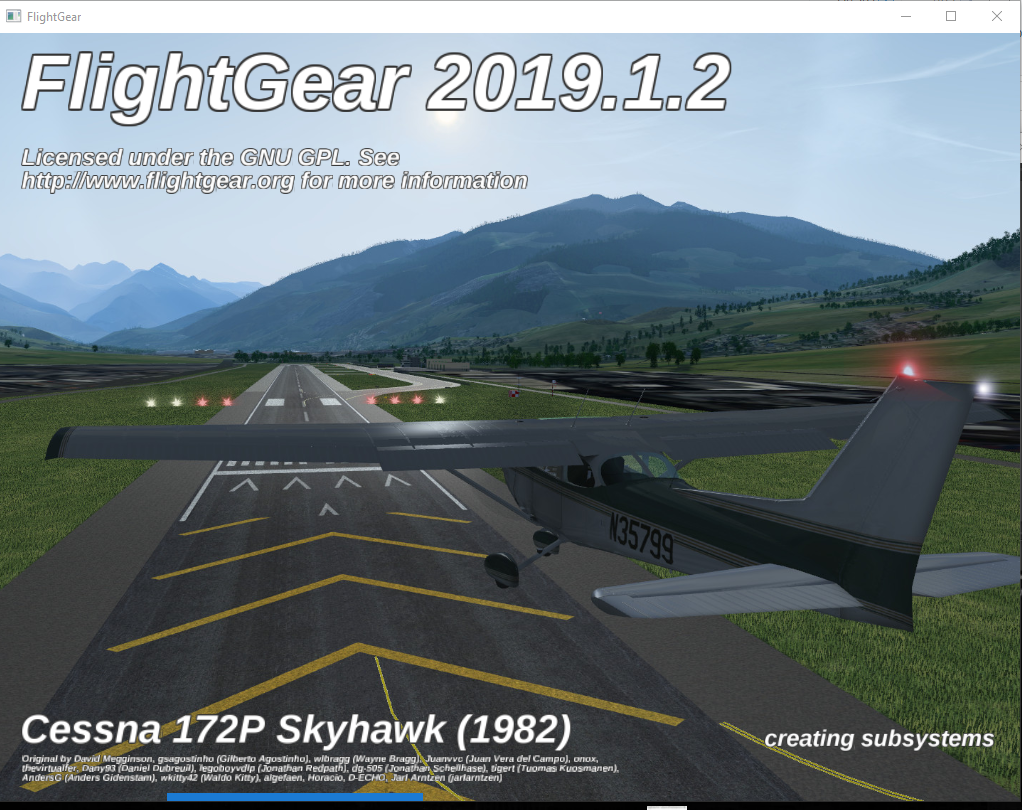 FlightGear
FlightGear 2019.1.2
Licensed under the GNU GPL. See
http://www.flightgear.org for more information
N35799
Cessna 172P Skyhawk (1982)
creating subsystems
Original by David Megginson, gsagostinho (Gilberto Agostinho), wlbragg (Wayne Bragg), Juanvvc (Juan Vera del Campo), onox,
thevirtualfer, Dany93 (Daniel Dubreuil), legoboyvdlp (Jonathan Redpath), dg-505 (Jonathan Schellhase), tigert (Tuomas Kuosmanen),
AndersG (Anders Gidenstam), wkitty42 (Waldo Kitty), algefaen, Horacio, D-ECHO, Jarl Arntzen (jarlarntzen)